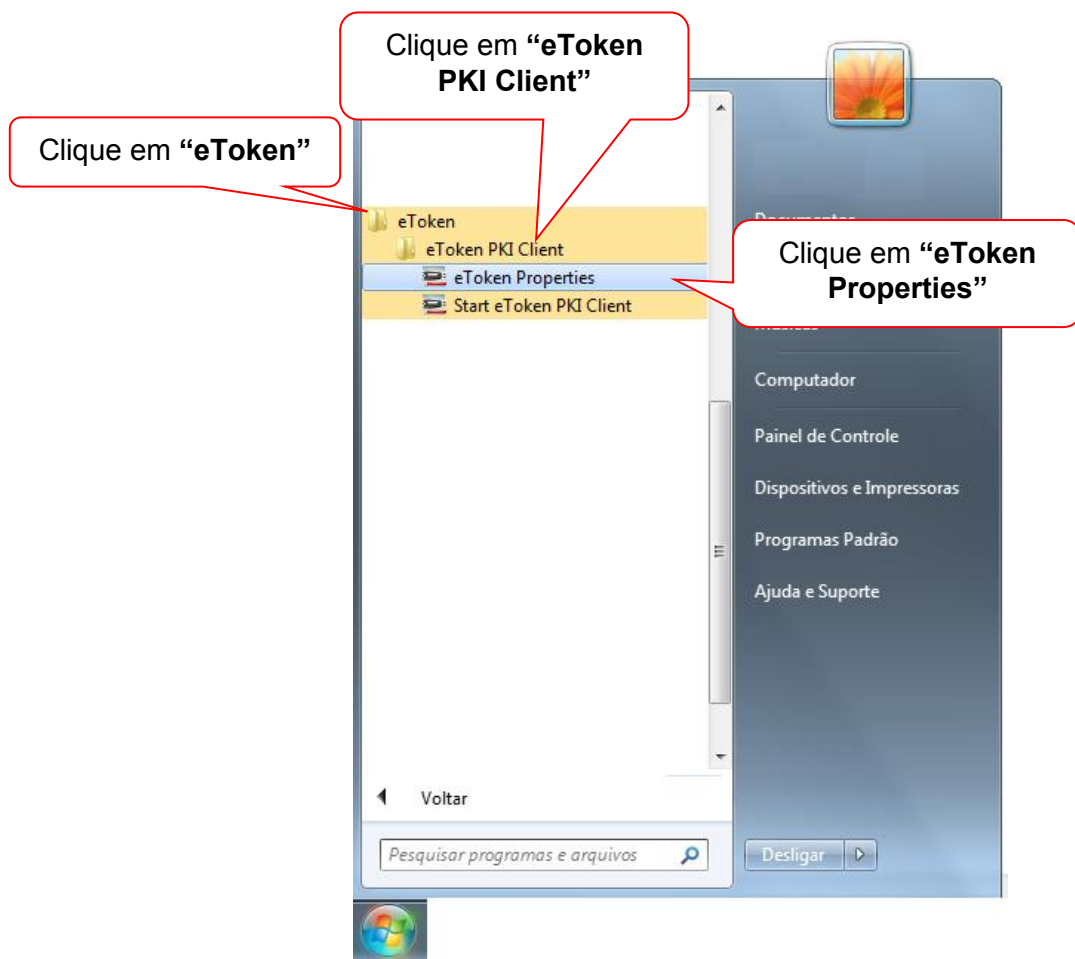 Clique em “eToken
PKI Client”
Clique em “eToken”
eToken
eToken PKI Client
eToken Properties
Start eToken PKI Client
Clique em “eToken
Properties”
Computador
Painel de Controle
Dispositivos e Impressoras
Programas Padrão
Ajuda e Suporte
Voltar
Pesquisar programas e arquivos
Desligar